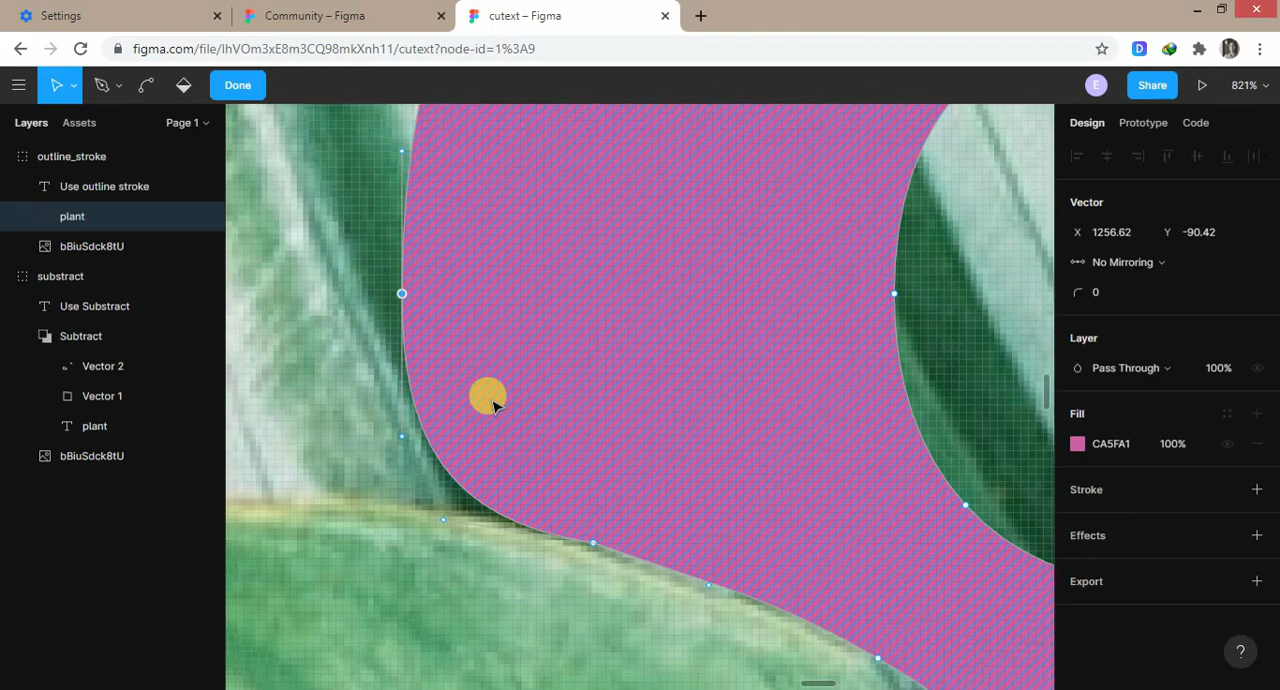 Settings
Community – Figma
cutext – Figma
figma.com/file/IhVOm3xE8m3CQ98mkXnh11/cutext?node-id=1%3A9
D
Done
E
Share
821%
Layers
Assets
Page 1
Design
Prototype
Code
outline_stroke
Use outline stroke
plant
bBiuSdck8tU
substract
Use Substract
Subtract
Vector 2
Vector 1
plant
bBiuSdck8tU
Vector
X 1256.62 Y -90.42
No Mirroring
0
Layer
Pass Through 100%
Fill
CA5FA1 100%
Stroke
Effects
Export
?